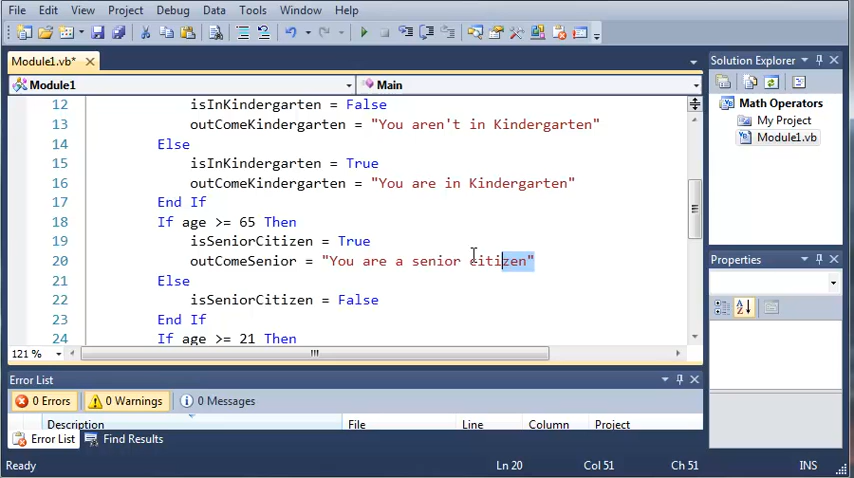 File Edit View Project Debug Data Tools Window Help
Module1.vb*
Module1 Main
12 isInKindergarten = False
13 outComeKindergarten = "You aren't in Kindergarten"
14 Else
15 isInKindergarten = True
16 outComeKindergarten = "You are in Kindergarten"
17 End If
18 If age >= 65 Then
19 isSeniorCitizen = True
20 outComeSenior = "You are a senior citizen"
21 Else
22 isSeniorCitizen = False
23 End If
24 If age >= 21 Then
121 %
Solution Explorer
Math Operators
My Project
Module1.vb
Properties
Error List
0 Errors 0 Warnings 0 Messages
Description File Line Column Project
Error List Find Results
Ready Ln 20 Col 51 Ch 51 INS